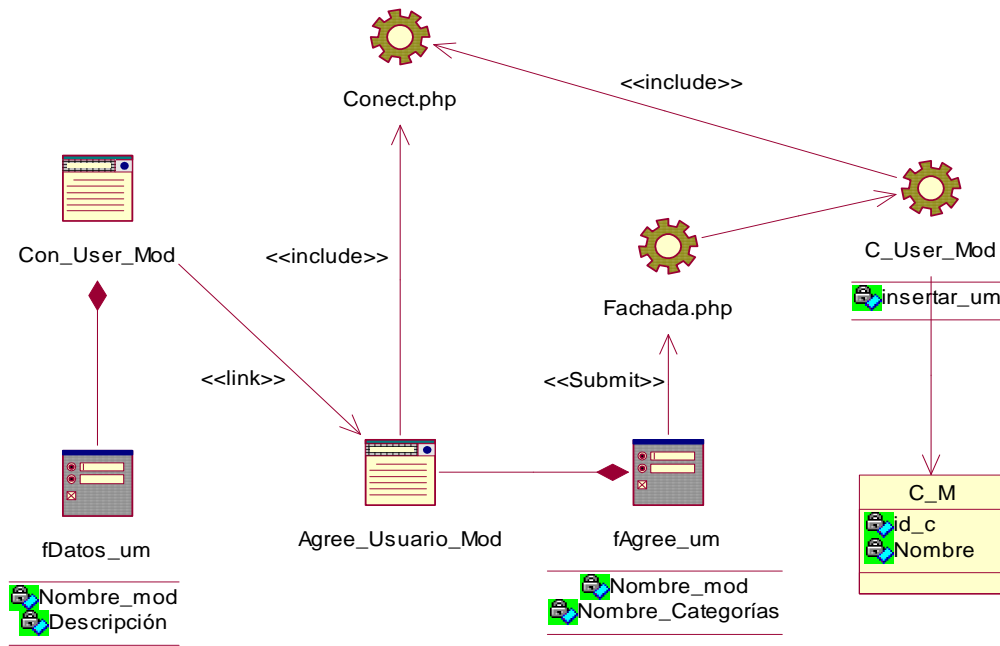 Conect.php
<<include>>
Con_User_Mod
<<include>>
C_User_Mod
insertar_um
Fachada.php
<<link>>
<<Submit>>
fDatos_um
Nombre_mod
Descripción
Agree_Usuario_Mod
fAgree_um
Nombre_mod
Nombre_Categorías
C_M
id_c
Nombre